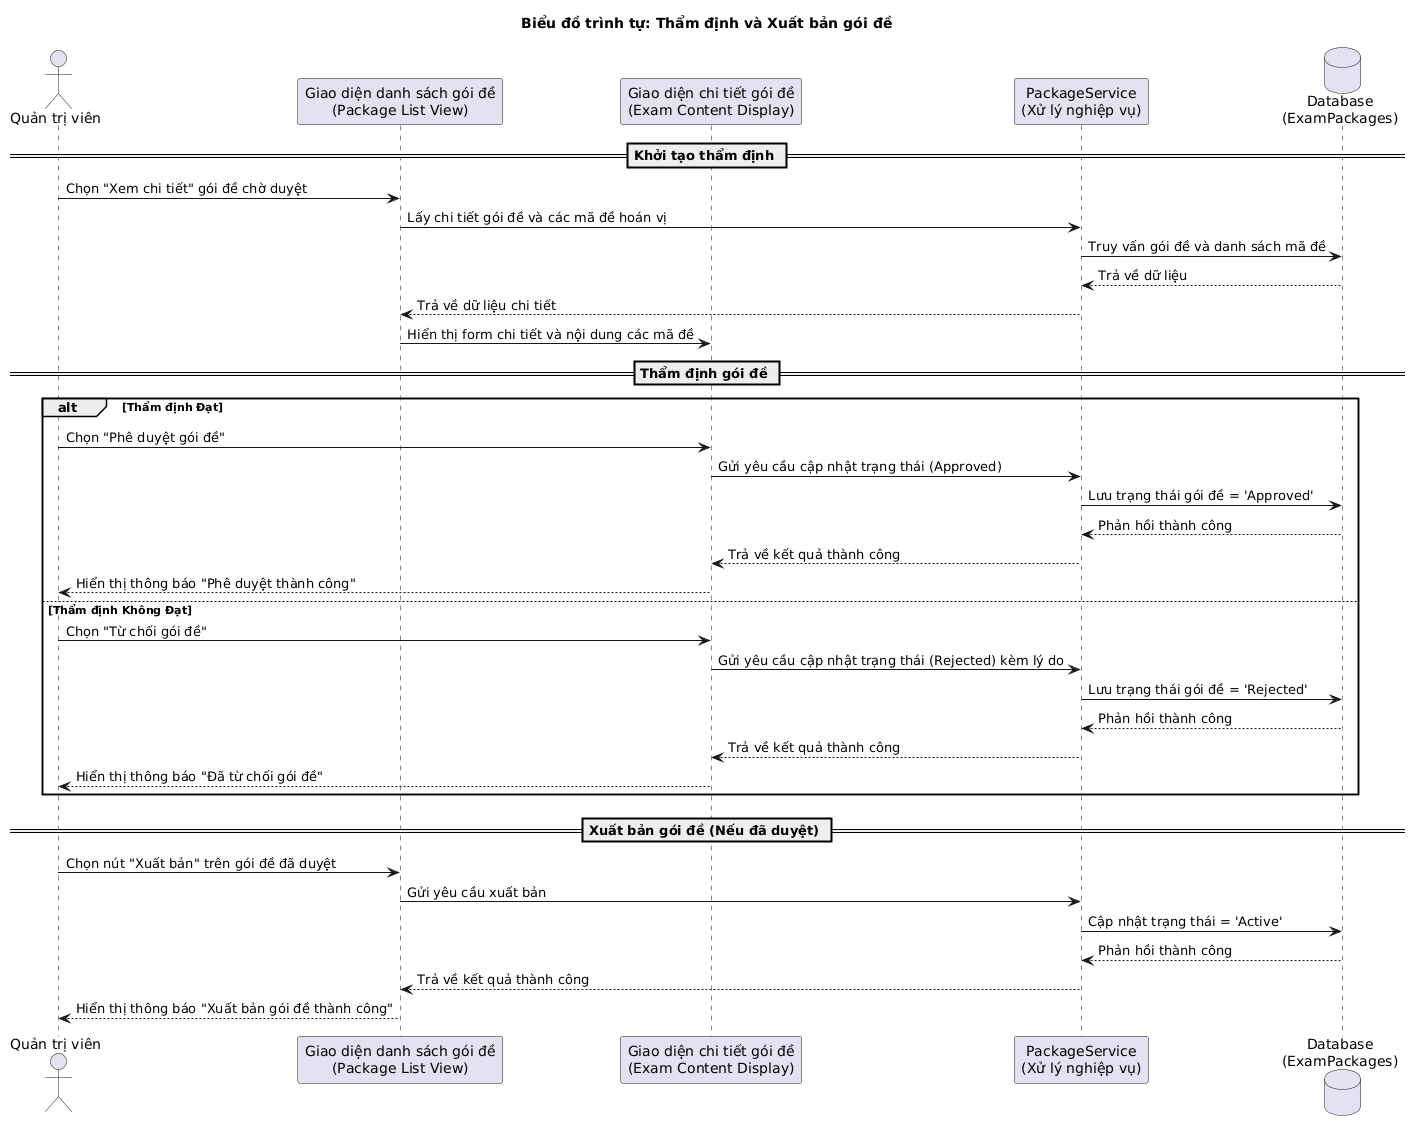 Biểu đồ trình tự: Thẩm định và Xuất bản gói đề
Quản trị viên
Giao diện danh sách gói đề
(Package List View)
Giao diện chi tiết gói đề
(Exam Content Display)
PackageService
(Xử lý nghiệp vụ)
Database
(ExamPackages)
Khởi tạo thẩm định
Chọn "Xem chi tiết" gói đề chờ duyệt
Lấy chi tiết gói đề và các mã đề hoán vị
Truy vấn gói đề và danh sách mã đề
Trả về dữ liệu
Trả về dữ liệu chi tiết
Hiển thị form chi tiết và nội dung các mã đề
Thẩm định gói đề
alt [Thẩm định Đạt]
Chọn "Phê duyệt gói đề"
Gửi yêu cầu cập nhật trạng thái (Approved)
Lưu trạng thái gói đề = 'Approved'
Phản hồi thành công
Trả về kết quả thành công
Hiển thị thông báo "Phê duyệt thành công"
[Thẩm định Không Đạt]
Chọn "Từ chối gói đề"
Gửi yêu cầu cập nhật trạng thái (Rejected) kèm lý do
Lưu trạng thái gói đề = 'Rejected'
Phản hồi thành công
Trả về kết quả thành công
Hiển thị thông báo "Đã từ chối gói đề"
Xuất bản gói đề (Nếu đã duyệt)
Chọn nút "Xuất bản" trên gói đề đã duyệt
Gửi yêu cầu xuất bản
Cập nhật trạng thái = 'Active'
Phản hồi thành công
Trả về kết quả thành công
Hiển thị thông báo "Xuất bản gói đề thành công"
Quản trị viên
Giao diện danh sách gói đề
(Package List View)
Giao diện chi tiết gói đề
(Exam Content Display)
PackageService
(Xử lý nghiệp vụ)
Database
(ExamPackages)